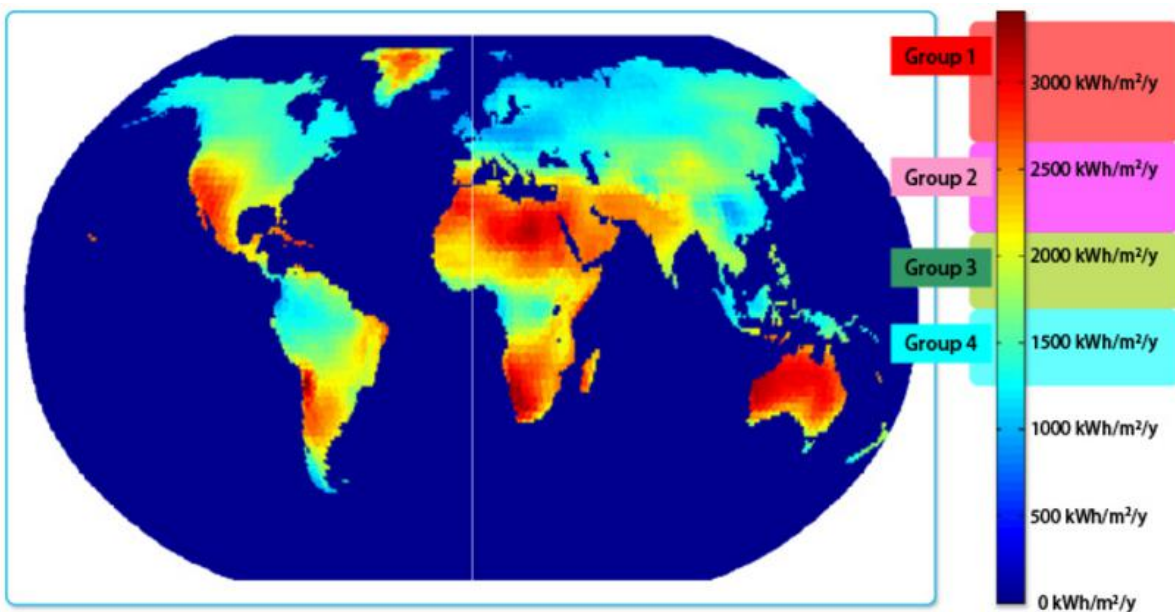 Group 1
3000 kWh/m²/y
Group 2
2500 kWh/m²/y
Group 3
2000 kWh/m²/y
Group 4
1500 kWh/m²/y
1000 kWh/m²/y
500 kWh/m²/y
0 kWh/m²/y